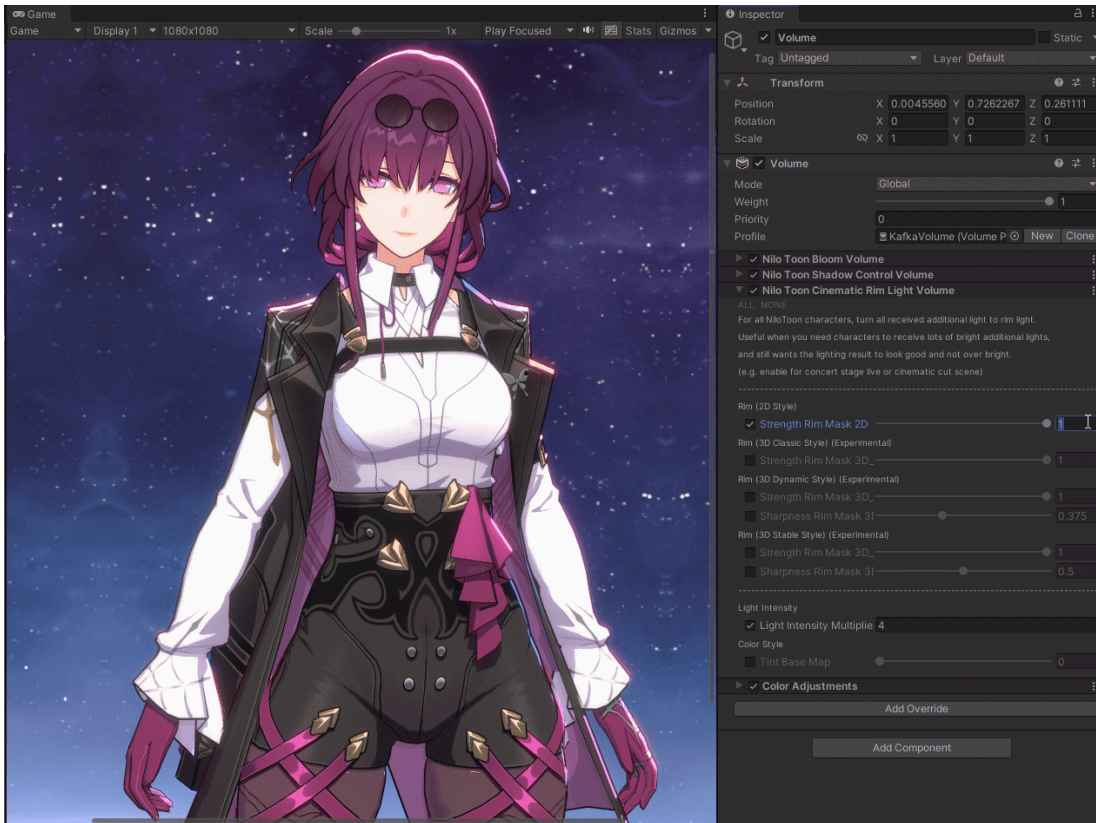 Game
Game Display 1 1080x1080 Scale 1x Play Focused Stats Gizmos
Inspector
Volume Static
Tag Untagged Layer Default
Transform
Position X 0.0045560 Y 0.7262267 Z 0.261111
Rotation X 0 Y 0 Z 0
Scale X 1 Y 1 Z 1
Volume
Mode Global
Weight 1
Priority 0
Profile KafkaVolume (Volume P New Clone
Nilo Toon Bloom Volume
Nilo Toon Shadow Control Volume
Nilo Toon Cinematic Rim Light Volume
ALL NONE
For all NiloToon characters, turn all received additional light to rim light.
Useful when you need characters to receive lots of bright additional lights,
and still wants the lighting result to look good and not over bright.
(e.g. enable for concert stage live or cinematic cut scene)
Rim (2D Style)
Strength Rim Mask 2D 1
Rim (3D Classic Style) (Experimental)
Strength Rim Mask 3D_ 1
Rim (3D Dynamic Style) (Experimental)
Strength Rim Mask 3D_ 1
Sharpness Rim Mask 3I 0.375
Rim (3D Stable Style) (Experimental)
Strength Rim Mask 3D_ 1
Sharpness Rim Mask 3I 0.5
Light Intensity
Light Intensity Multiplie 4
Color Style
Tint Base Map 0
Color Adjustments
Add Override
Add Component